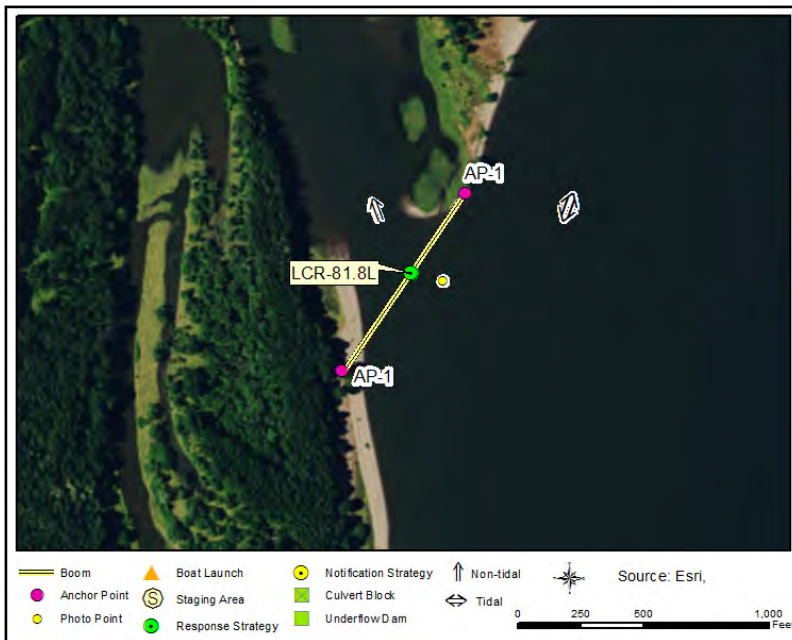 AP-1
LCR-81.8L
AP-1
Boom
Boat Launch
Notification Strategy
Non-tidal
Source: Esri,
Anchor Point
S
Staging Area
Culvert Block
Tidal
Photo Point
Response Strategy
Underflow Dam
0 250 500 1,000
Feet